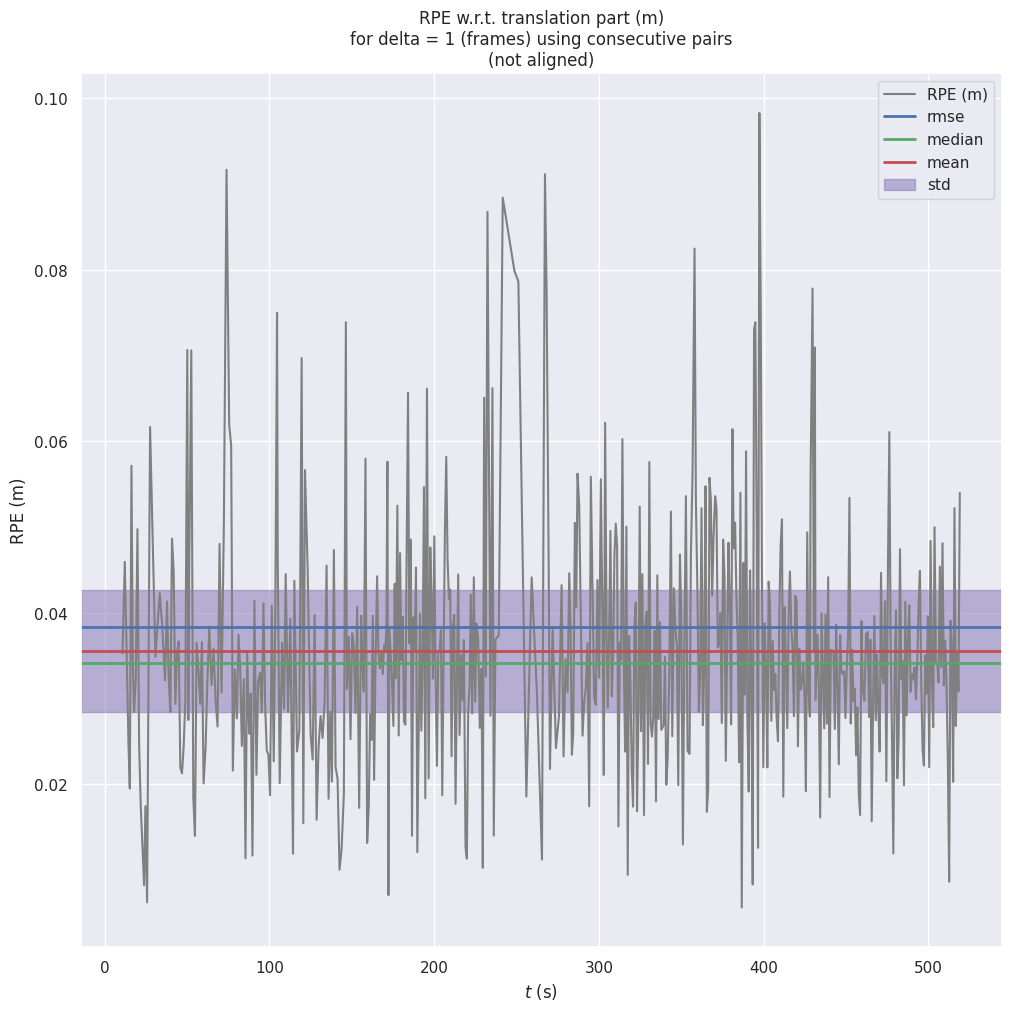 RPE w.r.t. translation part (m)
for delta = 1 (frames) using consecutive pairs
(not aligned)
RPE (m)
rmse
median
mean
std
0.10
0.08
0.06
0.04
0.02
RPE (m)
0
100
200
300
400
500
t (s)